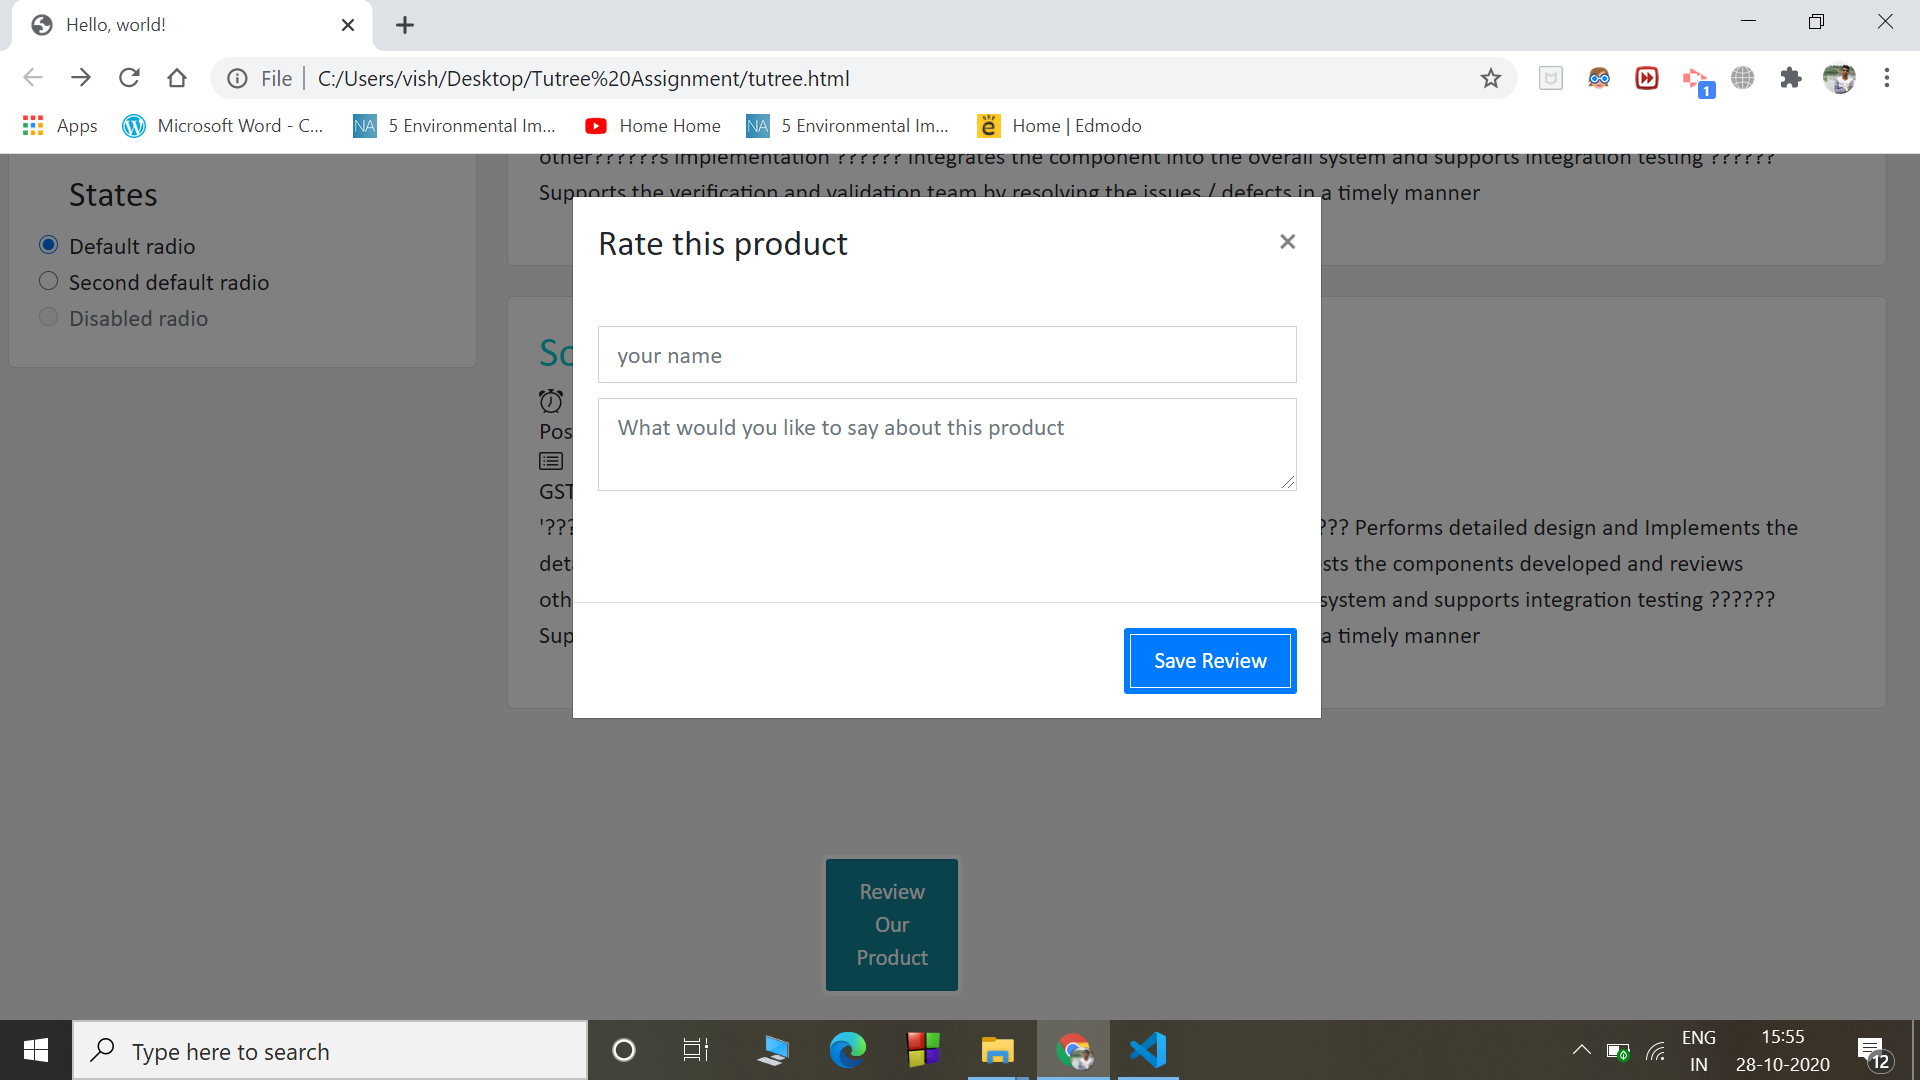 Hello, world!
File
C:/Users/vish/Desktop/Tutree%20Assignment/tutree.html
1
Apps
Microsoft Word - C...
NA 5 Environmental Im...
Home Home
NA 5 Environmental Im...
Home | Edmodo
other??????s implementation ?????? Integrates the component into the overall system and supports integration testing ??????
Supports the verification and validation team by resolving the issues / defects in a timely manner
States
Default radio
Second default radio
Disabled radio
Rate this product
×
your name
What would you like to say about this product
Save Review
So
Pos
GST
'???
??? Performs detailed design and Implements the
det
sts the components developed and reviews
oth
system and supports integration testing ??????
Sup
a timely manner
Review
Our
Product
Type here to search
ENG
IN
15:55
28-10-2020
12